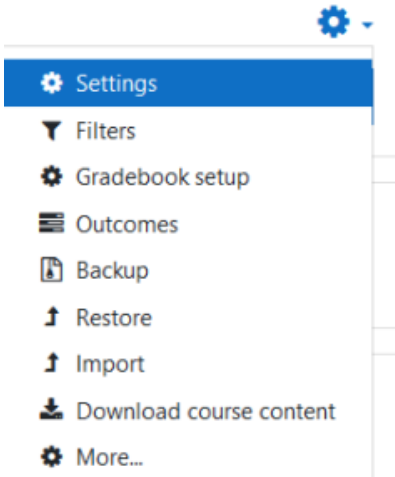 Settings
Filters
Gradebook setup
Outcomes
Backup
Restore
Import
Download course content
More...